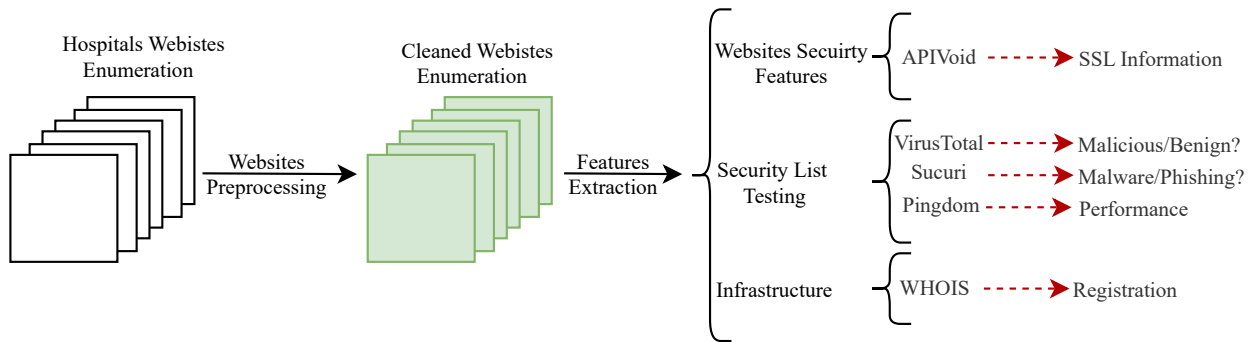 Hospitals Webistes
Enumeration
Websites
Preprocessing
Cleaned Webistes
Enumeration
Features
Extraction
Websites Secuirty
Features
APIVoid
SSL Information
Security List
Testing
VirusTotal
Malicious/Benign?
Sucuri
Malware/Phishing?
Pingdom
Performance
Infrastructure
WHOIS
Registration